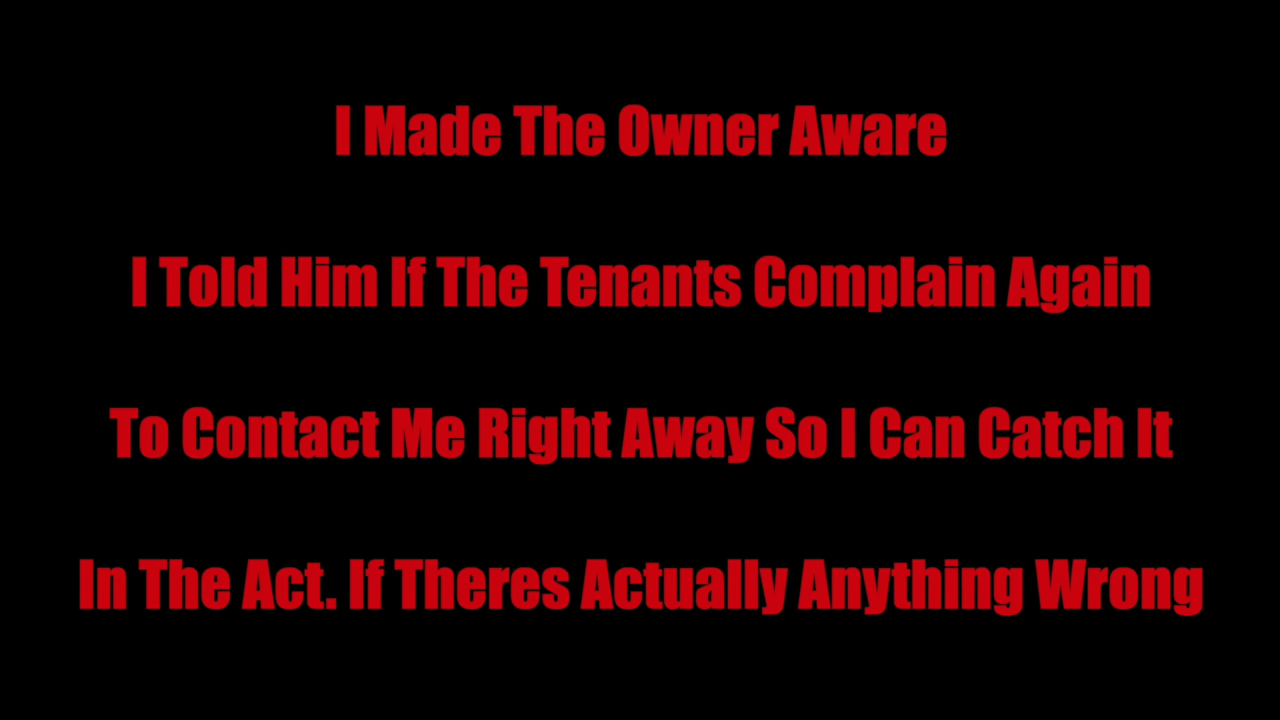 I Made The Owner Aware
I Told Him If The Tenants Complain Again
To Contact Me Right Away So I Can Catch It
In The Act. If Theres Actually Anything Wrong